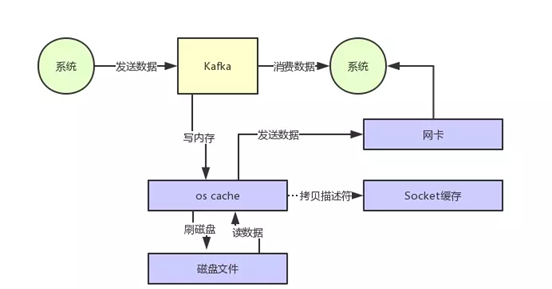 系统
发送数据
Kafka
消费数据
系统
写内存
发送数据
网卡
os cache
拷贝描述符
Socket缓存
刷磁盘
读数据
磁盘文件